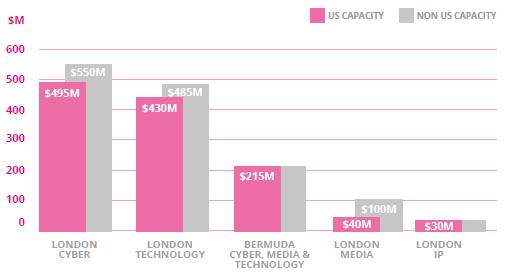 $M
US CAPACITY
NON US CAPACITY
600
500
400
300
200
100
0
$550M
$495M
$485M
$430M
$215M
$100M
$40M
$30M
LONDON
CYBER
LONDON
TECHNOLOGY
BERMUDA
CYBER, MEDIA &
TECHNOLOGY
LONDON
MEDIA
LONDON
IP